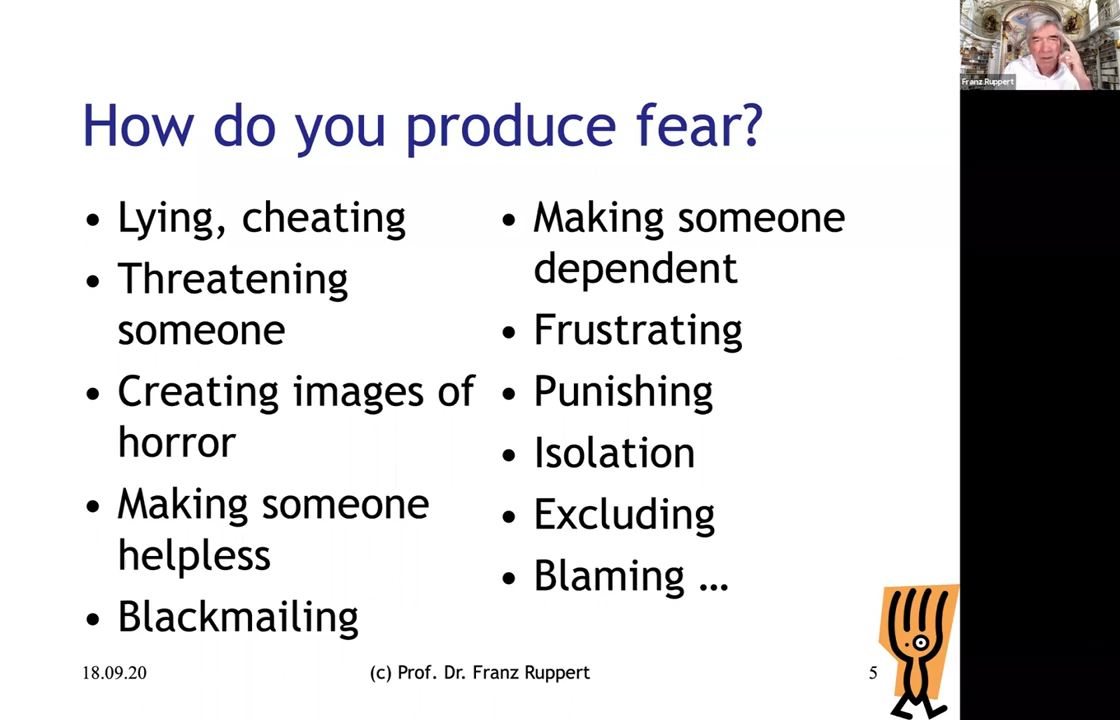 Franz Ruppert
How do you produce fear?
• Lying, cheating
• Threatening
someone
• Creating images of
horror
• Making someone
helpless
• Blackmailing
• Making someone
dependent
• Frustrating
• Punishing
• Isolation
• Excluding
• Blaming …
18.09.20
(c) Prof. Dr. Franz Ruppert
5